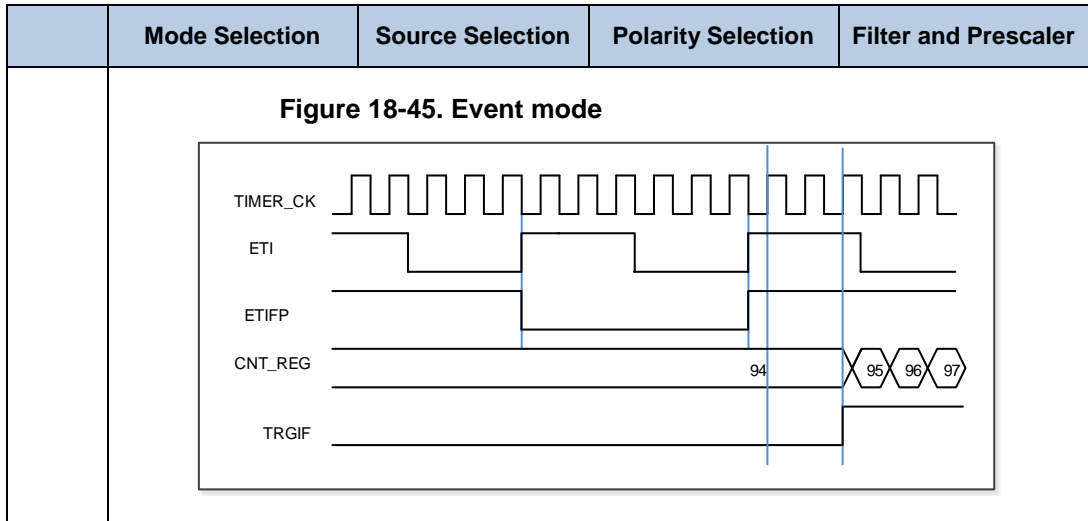 Mode Selection Source Selection Polarity Selection Filter and Prescaler
Figure 18-45. Event mode
TIMER_CK
ETI
ETIFP
CNT_REG 94 95 96 97
TRGIF